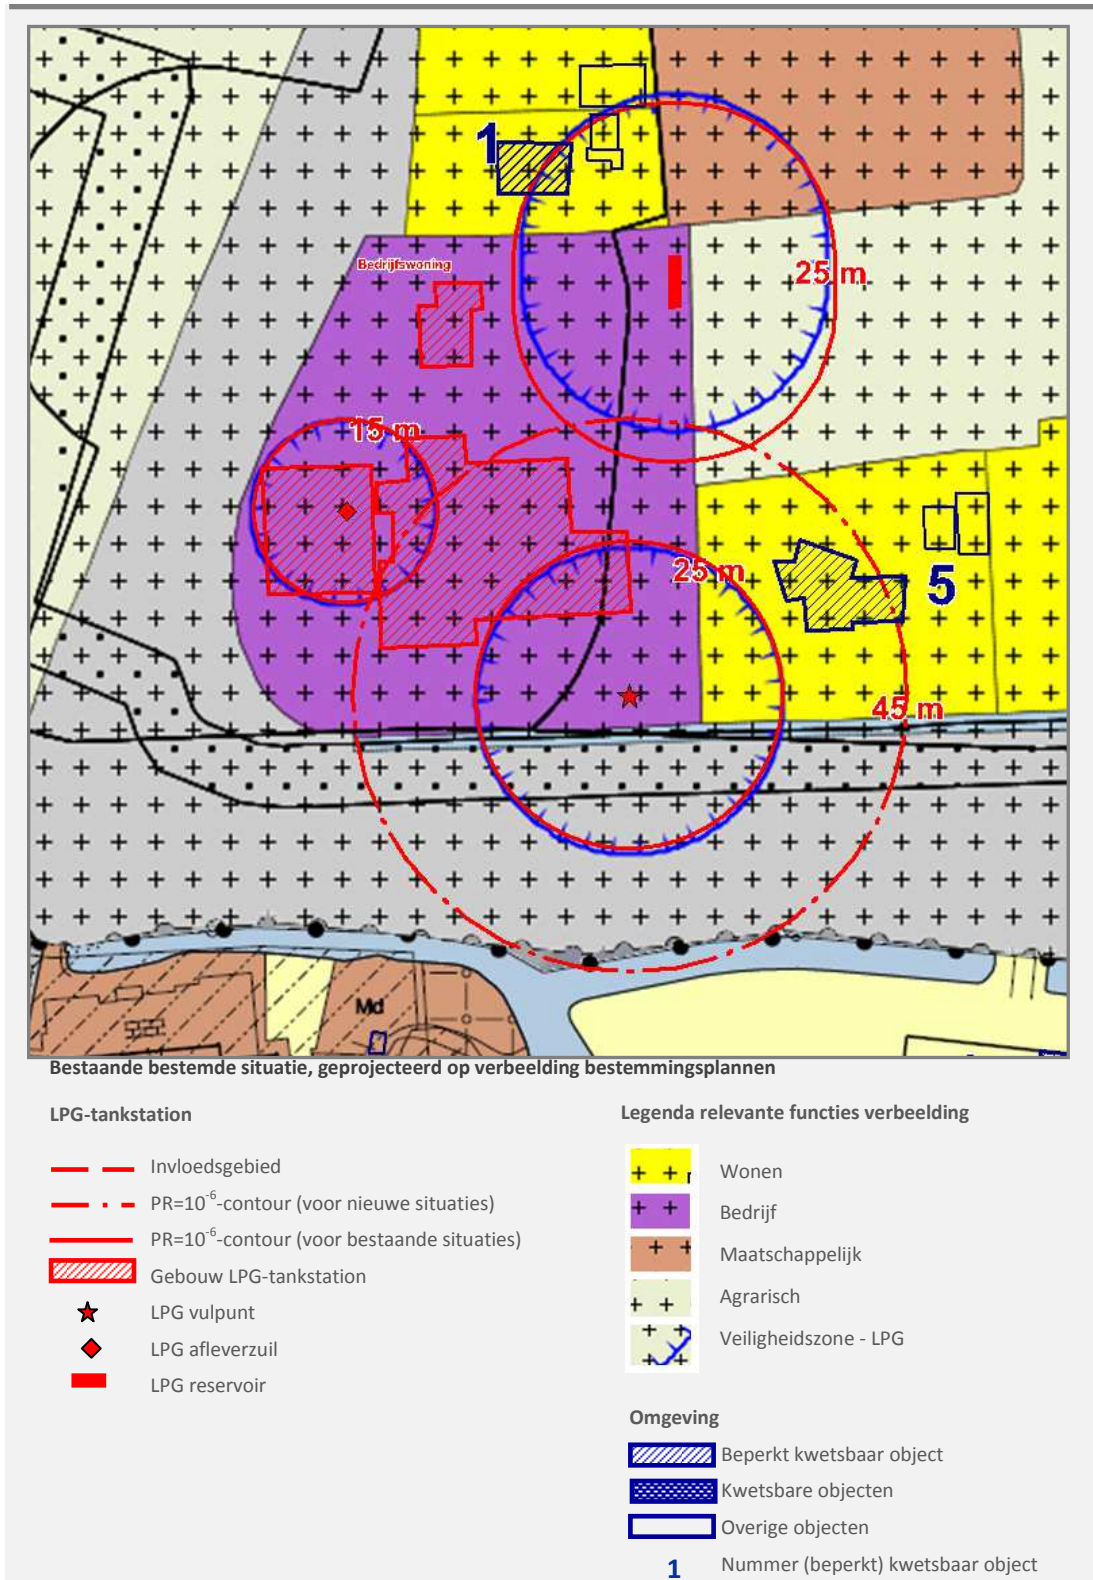 1
Bedrijfswoning
25 m
15 m
25 m
5
45 m
Md
Bestaande bestemde situatie, geprojecteerd op verbeelding bestemmingsplannen
LPG-tankstation
Invloedsgebied
PR=10⁻⁶-contour (voor nieuwe situaties)
PR=10⁻⁶-contour (voor bestaande situaties)
Gebouw LPG-tankstation
LPG vulpunt
LPG afleverzuil
LPG reservoir
Legenda relevante functies verbeelding
Wonen
Bedrijf
Maatschappelijk
Agrarisch
Veiligheidszone - LPG
Omgeving
Beperkt kwetsbaar object
Kwetsbare objecten
Overige objecten
1 Nummer (beperkt) kwetsbaar object